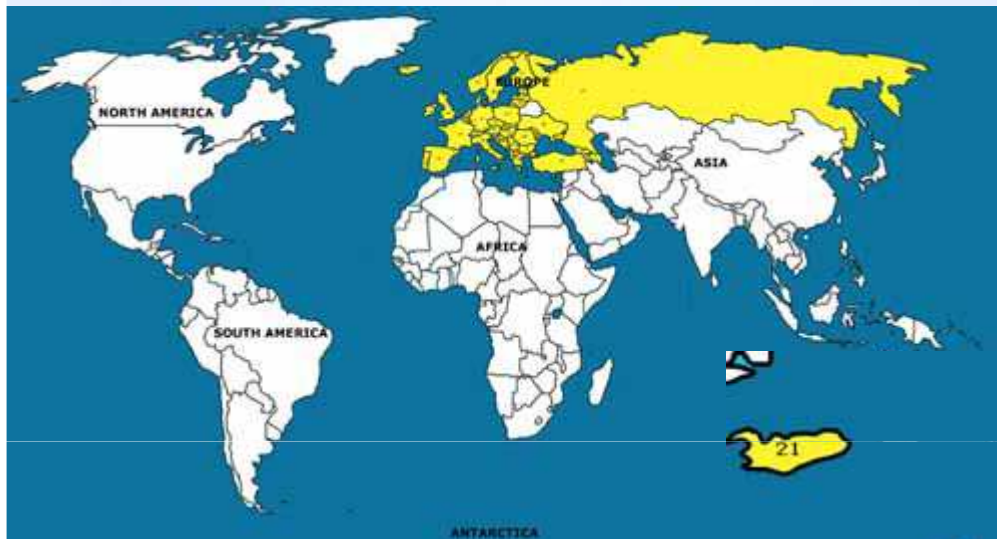 EUROPE
NORTH AMERICA
ASIA
AFRICA
SOUTH AMERICA
21
ANTARCTICA